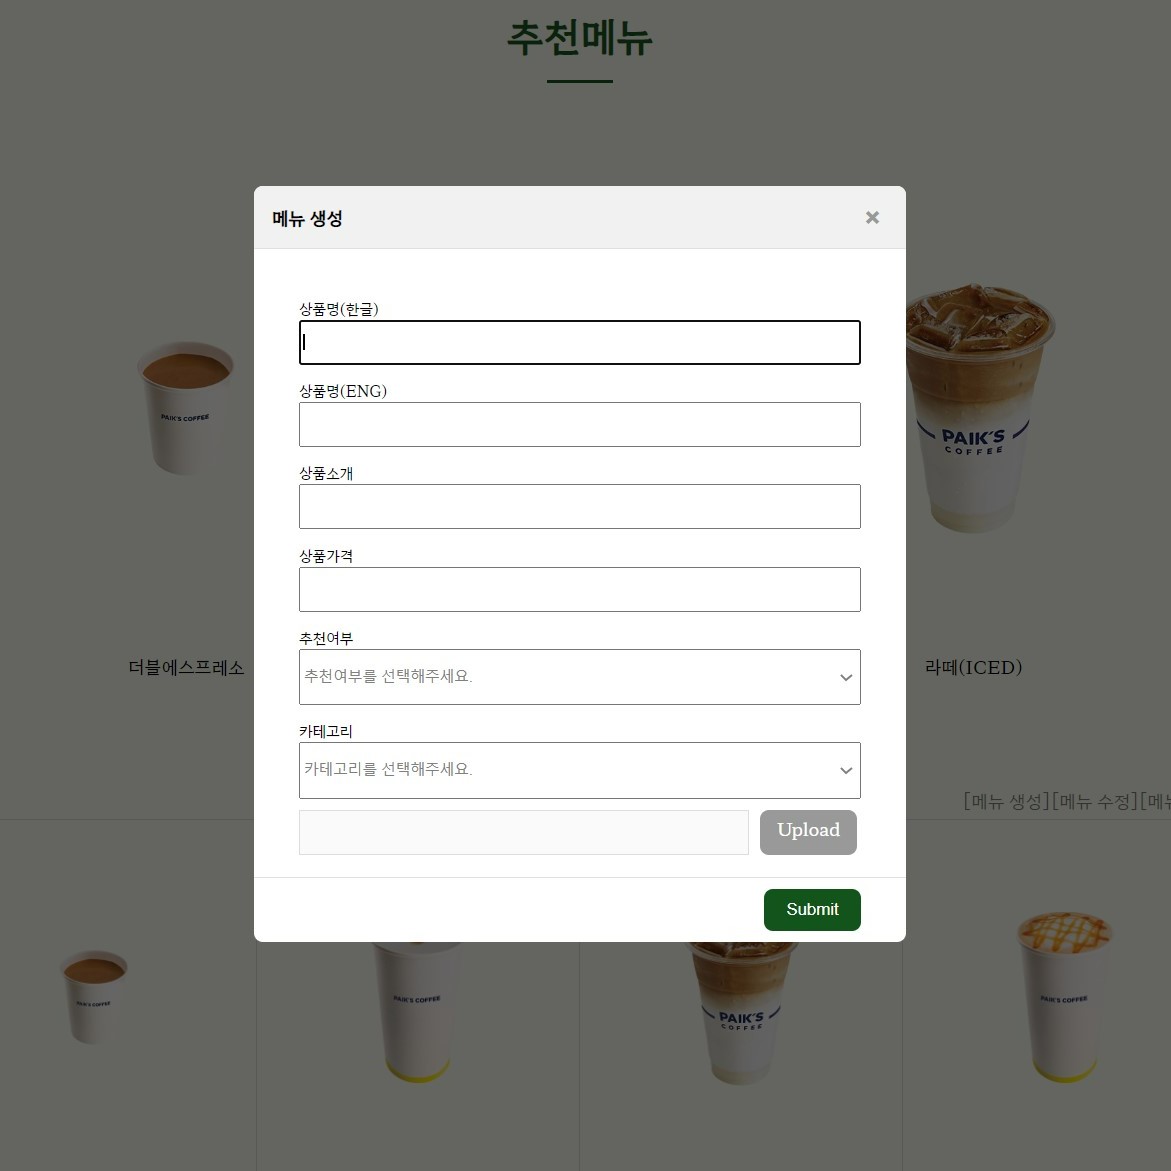 추천메뉴
메뉴 생성
×
상품명(한글)
상품명(ENG)
상품소개
상품가격
추천여부
추천여부를 선택해주세요.
카테고리
카테고리를 선택해주세요.
Upload
Submit
PAIK'S COFFEE
PAIK'S
COFFEE
더블에스프레소
라떼(ICED)
[메뉴 생성][메뉴 수정][메뉴
PAIK'S COFFEE
PAIK'S COFFEE
PAIK'S
COFFEE
PAIK'S COFFEE